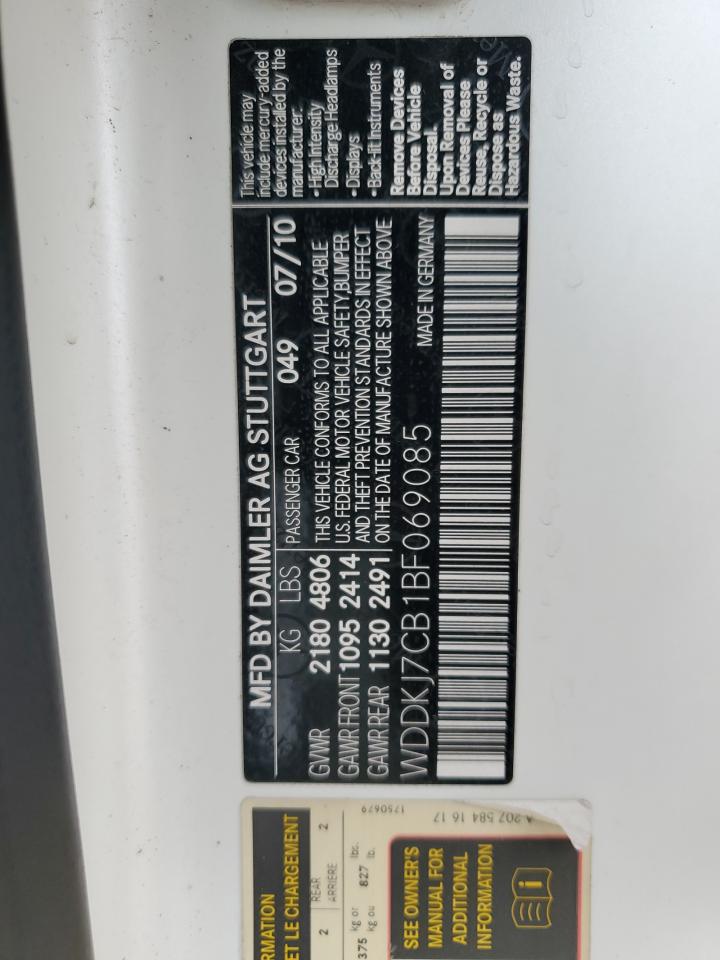 MFD BY DAIMLER AG STUTTGART
KG LBS PASSENGER CAR 049 07/10
GVWR 2180 4806 THIS VEHICLE CONFORMS TO ALL APPLICABLE
GAWR FRONT 1095 2414 U.S. FEDERAL MOTOR VEHICLE SAFETY, BUMPER
GAWR REAR 1130 2491 AND THEFT PREVENTION STANDARDS IN EFFECT
ON THE DATE OF MANUFACTURE SHOWN ABOVE
WDDKJ7CB1BF069085 MADE IN GERMANY
This vehicle may
include mercury-added
devices installed by the
manufacturer:
• High Intensity
Discharge Headlamps
• Displays
• Back-lit Instruments
Remove Devices
Before Vehicle
Disposal.
Upon Removal of
Devices Please
Reuse, Recycle or
Dispose as
Hazardous Waste.
RMATION
ET LE CHARGEMENT
2 REAR 2
ARRIÈRE
375 kg or 827 lbs.
kg ou lb.
SEE OWNER'S
MANUAL FOR
ADDITIONAL
INFORMATION
1750679
A 207 584 16 17